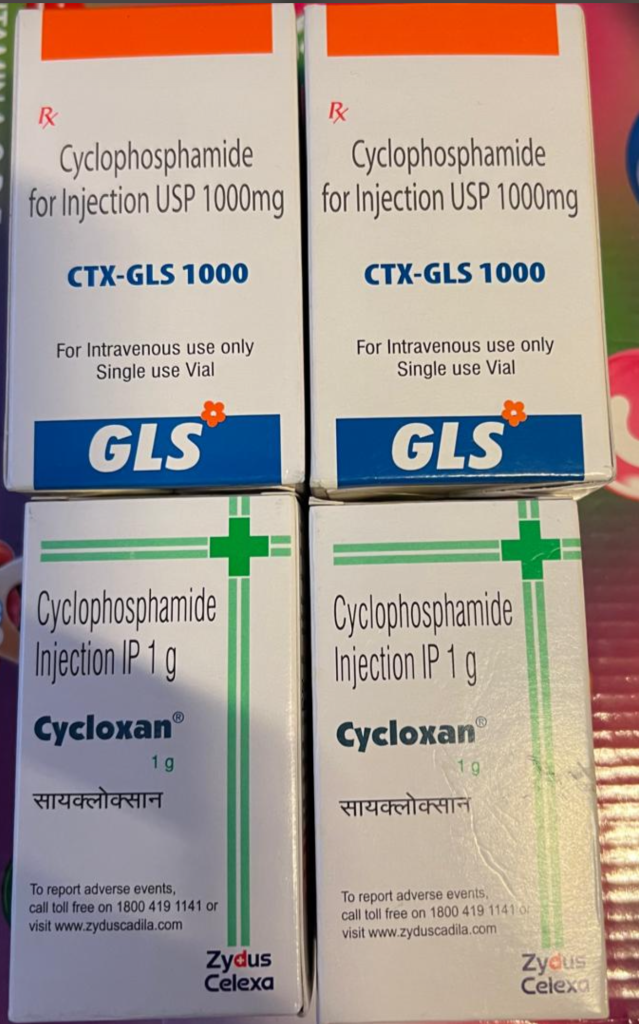 Rx
Cyclophosphamide
for Injection USP 1000mg
CTX-GLS 1000
For Intravenous use only
Single use Vial
GLS
Rx
Cyclophosphamide
for Injection USP 1000mg
CTX-GLS 1000
For Intravenous use only
Single use Vial
GLS
Cyclophosphamide
Injection IP 1 g
Cycloxan®
1 g
सायक्लोक्सान
To report adverse events,
call toll free on 1800 419 1141 or
visit www.zyduscadila.com
Zydus
Celexa
Cyclophosphamide
Injection IP 1 g
Cycloxan®
1 g
सायक्लोक्सान
To report adverse events,
call toll free on 1800 419 1141 or
visit www.zyduscadila.com
Zydus
Celexa